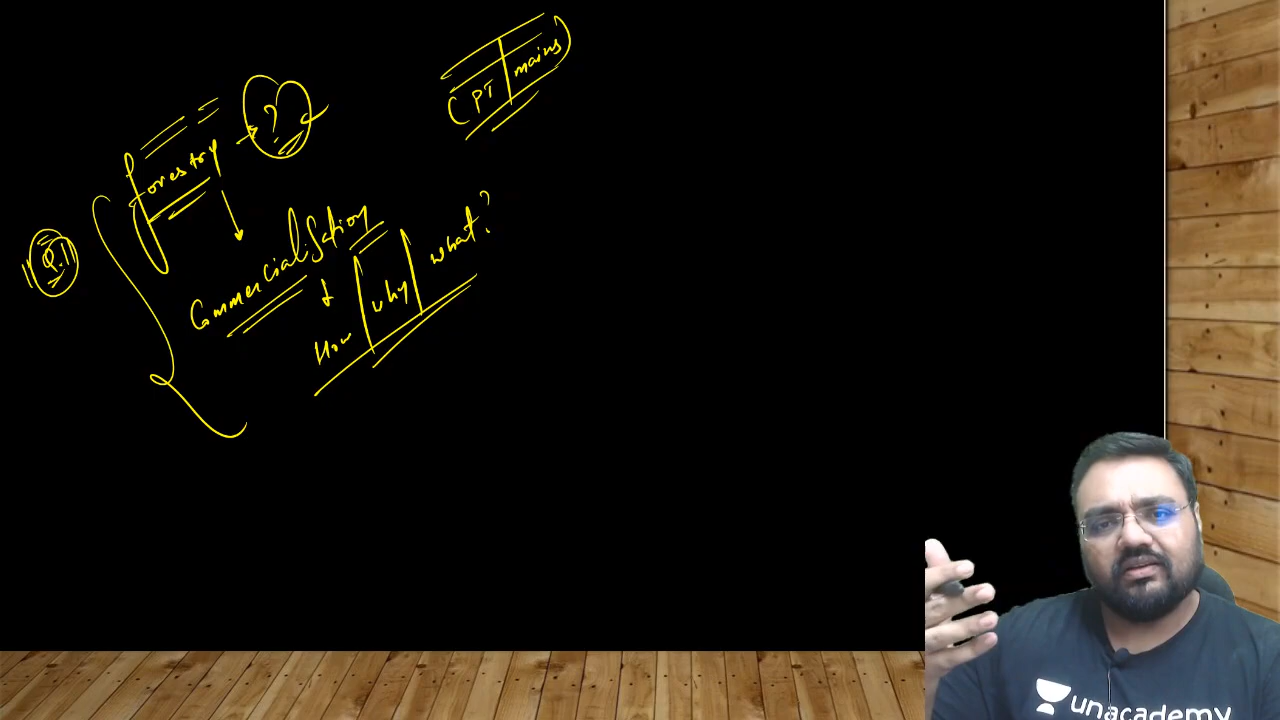 (PT | mains)
forestry → ?
"Q.1"
Commercialisation
How | why | what?
unacademy